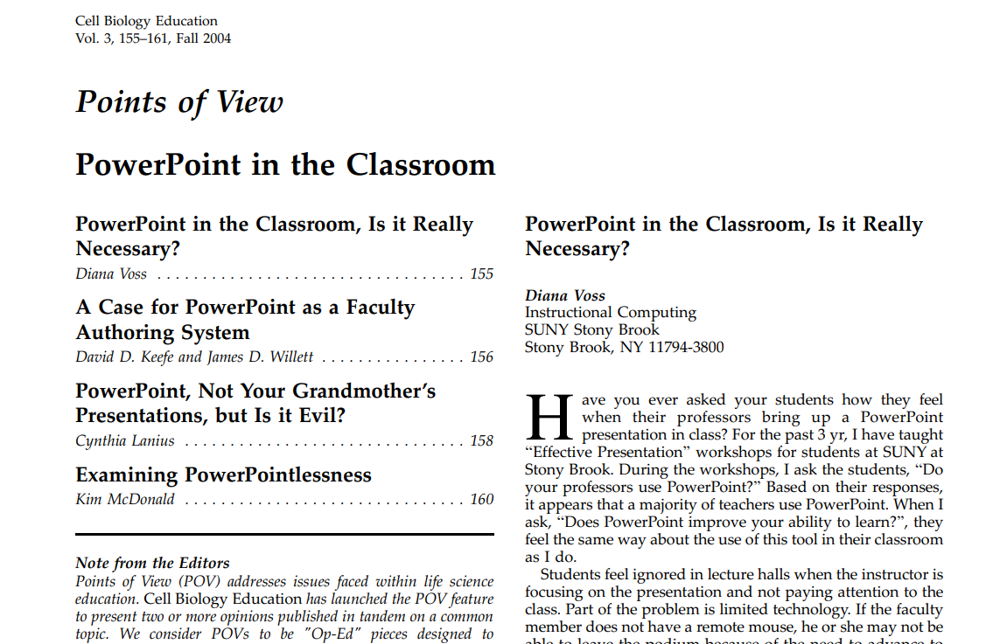 Cell Biology Education
Vol. 3, 155–161, Fall 2004
Points of View
PowerPoint in the Classroom
PowerPoint in the Classroom, Is it Really
Necessary?
Diana Voss . . . . . . . . . . . . . . . . . . . . . . . . . . . . . . . . . . 155
A Case for PowerPoint as a Faculty
Authoring System
David D. Keefe and James D. Willett . . . . . . . . . . . . . . . . 156
PowerPoint, Not Your Grandmother’s
Presentations, but Is it Evil?
Cynthia Lanius . . . . . . . . . . . . . . . . . . . . . . . . . . . . . . . 158
Examining PowerPointlessness
Kim McDonald . . . . . . . . . . . . . . . . . . . . . . . . . . . . . . . 160
Note from the Editors
Points of View (POV) addresses issues faced within life science
education. Cell Biology Education has launched the POV feature
to present two or more opinions published in tandem on a common
topic. We consider POVs to be "Op-Ed" pieces designed to
PowerPoint in the Classroom, Is it Really
Necessary?
Diana Voss
Instructional Computing
SUNY Stony Brook
Stony Brook, NY 11794-3800
Have you ever asked your students how they feel
when their professors bring up a PowerPoint
presentation in class? For the past 3 yr, I have taught
“Effective Presentation” workshops for students at SUNY at
Stony Brook. During the workshops, I ask the students, “Do
your professors use PowerPoint?” Based on their responses,
it appears that a majority of teachers use PowerPoint. When I
ask, “Does PowerPoint improve your ability to learn?”, they
feel the same way about the use of this tool in their classroom
as I do.
Students feel ignored in lecture halls when the instructor is
focusing on the presentation and not paying attention to the
class. Part of the problem is limited technology. If the faculty
member does not have a remote mouse, he or she may not be
able to leave the podium because of the need to advance to